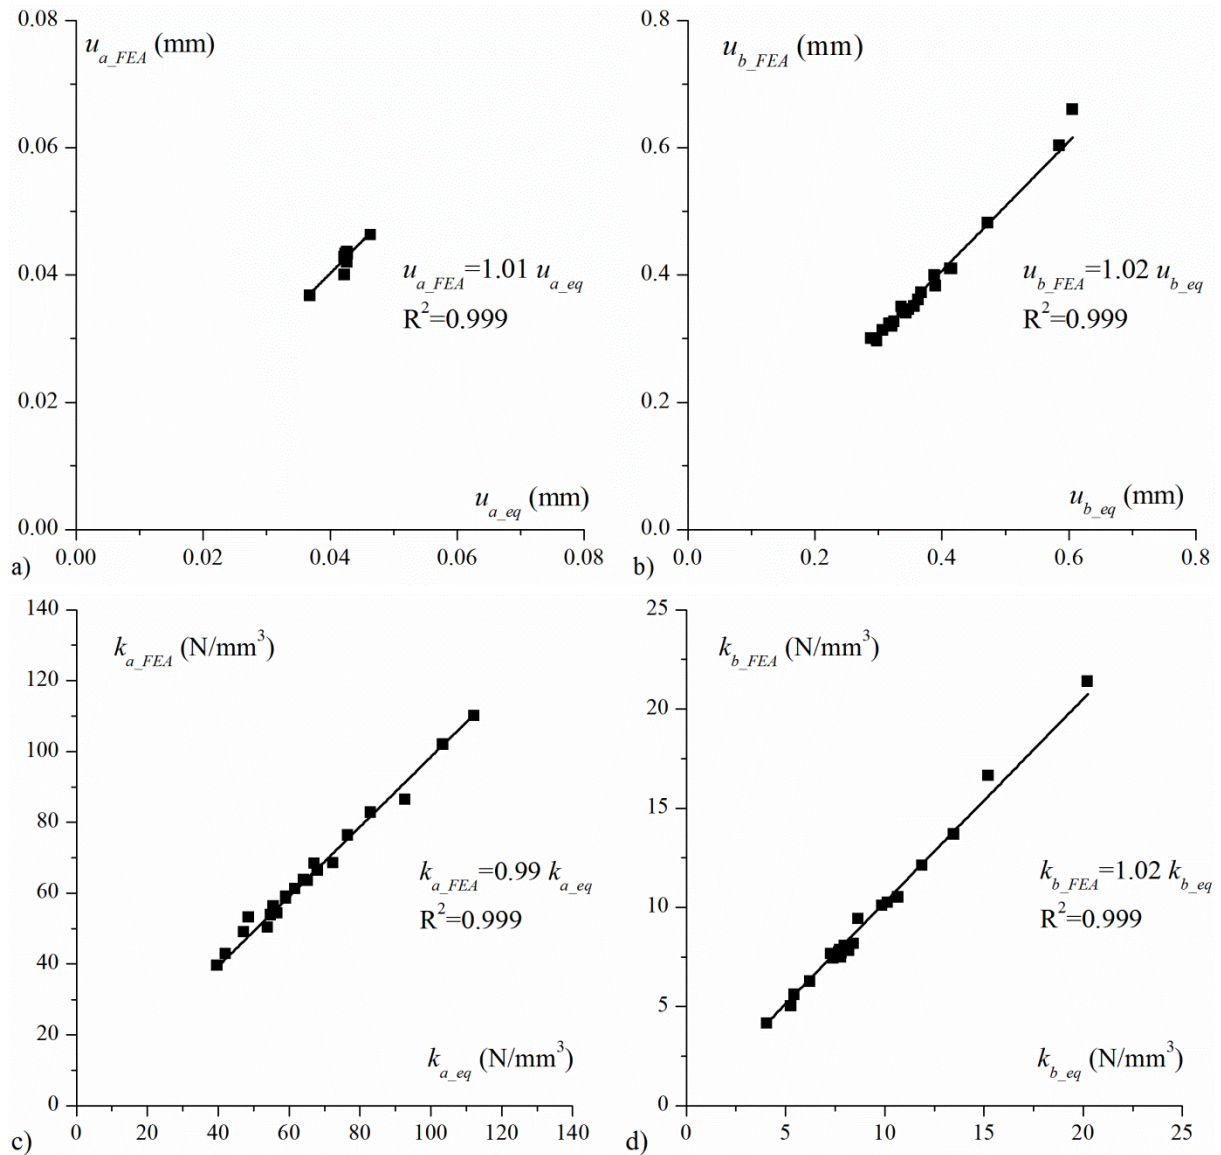 u_a_FEA (mm)
0.08
0.06
0.04
0.02
0.00
u_a_FEA=1.01 u_a_eq
R²=0.999
u_a_eq (mm)
0.00 0.02 0.04 0.06 0.08
a)
u_b_FEA (mm)
0.8
0.6
0.4
0.2
0.0
u_b_FEA=1.02 u_b_eq
R²=0.999
u_b_eq (mm)
0.0 0.2 0.4 0.6 0.8
b)
k_a_FEA (N/mm³)
140
120
100
80
60
40
20
0
k_a_FEA=0.99 k_a_eq
R²=0.999
k_a_eq (N/mm³)
0 20 40 60 80 100 120 140
c)
k_b_FEA (N/mm³)
25
20
15
10
5
0
k_b_FEA=1.02 k_b_eq
R²=0.999
k_b_eq (N/mm³)
0 5 10 15 20 25
d)